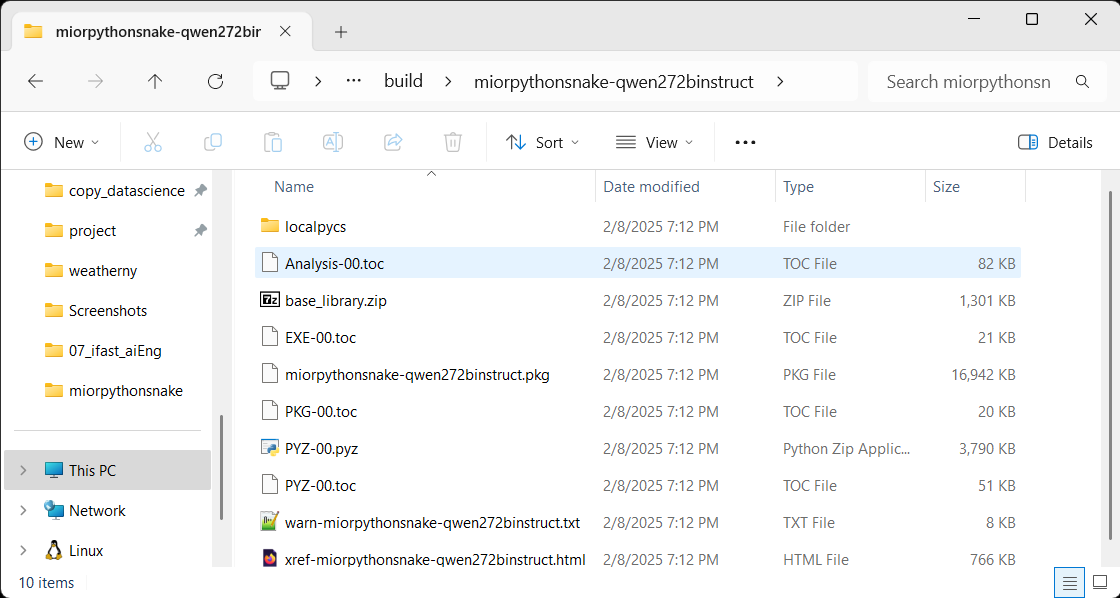 miorpythonsnake-qwen272bir
build
miorpythonsnake-qwen272binstruct
Search miorpythonsn
New
Sort
View
Details
copy_datascience
project
weatherny
Screenshots
07_ifast_aiEng
miorpythonsnake
This PC
Network
Linux
Name Date modified Type Size
localpycs 2/8/2025 7:12 PM File folder
Analysis-00.toc 2/8/2025 7:12 PM TOC File 82 KB
7z base_library.zip 2/8/2025 7:12 PM ZIP File 1,301 KB
EXE-00.toc 2/8/2025 7:12 PM TOC File 21 KB
miorpythonsnake-qwen272binstruct.pkg 2/8/2025 7:12 PM PKG File 16,942 KB
PKG-00.toc 2/8/2025 7:12 PM TOC File 20 KB
PYZ-00.pyz 2/8/2025 7:12 PM Python Zip Applic... 3,790 KB
PYZ-00.toc 2/8/2025 7:12 PM TOC File 51 KB
warn-miorpythonsnake-qwen272binstruct.txt 2/8/2025 7:12 PM TXT File 8 KB
xref-miorpythonsnake-qwen272binstruct.html 2/8/2025 7:12 PM HTML File 766 KB
10 items